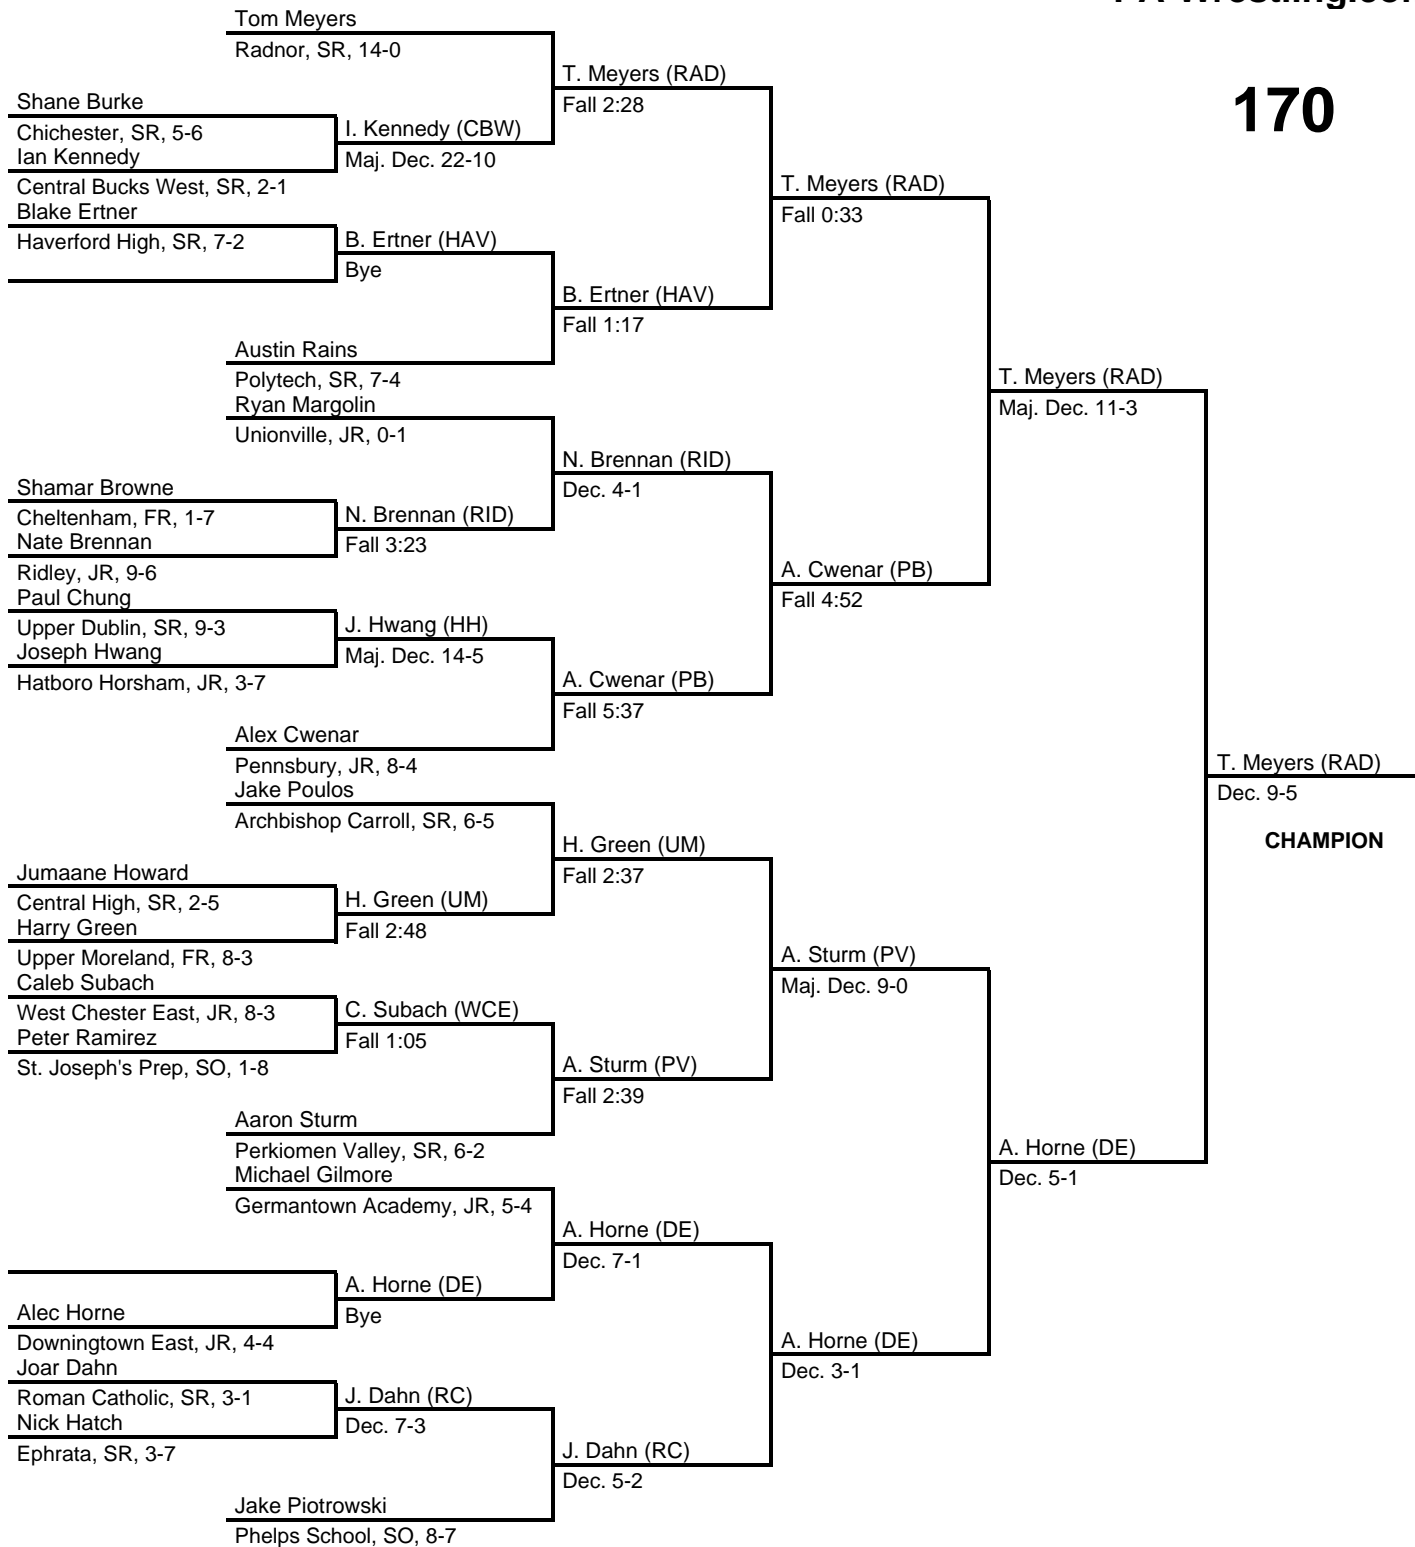 Tom Meyers
Radnor, SR, 14-0
T. Meyers (RAD)
Fall 2:28
170
Shane Burke
Chichester, SR, 5-6
Ian Kennedy
I. Kennedy (CBW)
Maj. Dec. 22-10
Central Bucks West, SR, 2-1
Blake Ertner
T. Meyers (RAD)
Fall 0:33
Haverford High, SR, 7-2
B. Ertner (HAV)
Bye
B. Ertner (HAV)
Fall 1:17
Austin Rains
Polytech, SR, 7-4
Ryan Margolin
T. Meyers (RAD)
Maj. Dec. 11-3
Unionville, JR, 0-1
N. Brennan (RID)
Dec. 4-1
Shamar Browne
Cheltenham, FR, 1-7
Nate Brennan
N. Brennan (RID)
Fall 3:23
Ridley, JR, 9-6
Paul Chung
A. Cwenar (PB)
Fall 4:52
Upper Dublin, SR, 9-3
Joseph Hwang
J. Hwang (HH)
Maj. Dec. 14-5
Hatboro Horsham, JR, 3-7
A. Cwenar (PB)
Fall 5:37
Alex Cwenar
Pennsbury, JR, 8-4
Jake Poulos
T. Meyers (RAD)
Dec. 9-5
CHAMPION
Archbishop Carroll, SR, 6-5
H. Green (UM)
Fall 2:37
Jumaane Howard
Central High, SR, 2-5
Harry Green
H. Green (UM)
Fall 2:48
Upper Moreland, FR, 8-3
Caleb Subach
A. Sturm (PV)
Maj. Dec. 9-0
West Chester East, JR, 8-3
Peter Ramirez
C. Subach (WCE)
Fall 1:05
St. Joseph's Prep, SO, 1-8
A. Sturm (PV)
Fall 2:39
Aaron Sturm
Perkiomen Valley, SR, 6-2
Michael Gilmore
A. Horne (DE)
Dec. 5-1
Germantown Academy, JR, 5-4
A. Horne (DE)
Dec. 7-1
A. Horne (DE)
Bye
Alec Horne
Downingtown East, JR, 4-4
Joar Dahn
A. Horne (DE)
Dec. 3-1
Roman Catholic, SR, 3-1
Nick Hatch
J. Dahn (RC)
Dec. 7-3
Ephrata, SR, 3-7
J. Dahn (RC)
Dec. 5-2
Jake Piotrowski
Phelps School, SO, 8-7